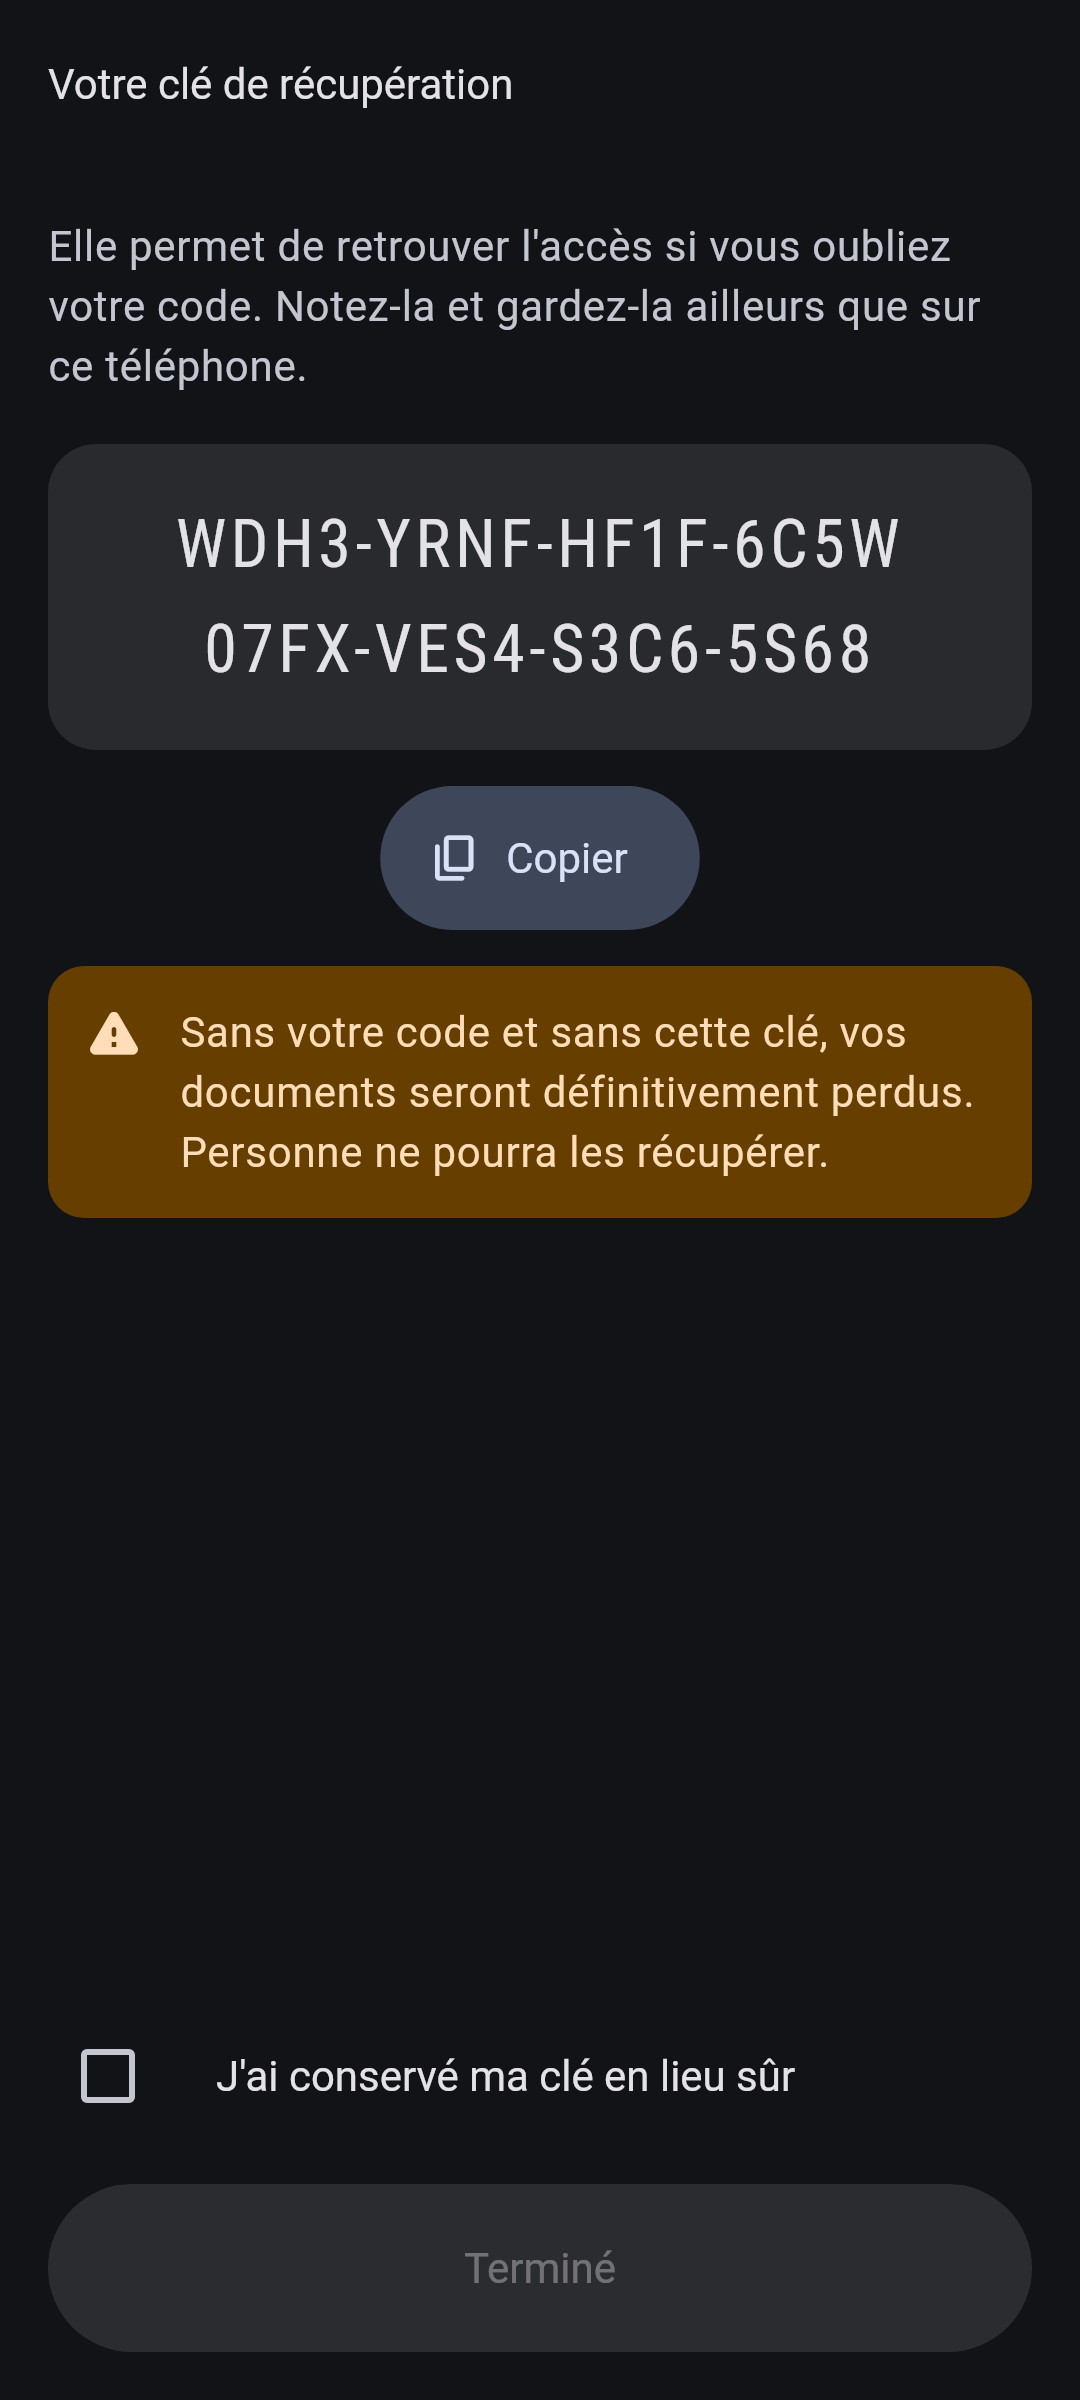 Votre clé de récupération
Elle permet de retrouver l'accès si vous oubliez
votre code. Notez-la et gardez-la ailleurs que sur
ce téléphone.
WDH3-YRNF-HF1F-6C5W
07FX-VES4-S3C6-5S68
Copier
Sans votre code et sans cette clé, vos
documents seront définitivement perdus.
Personne ne pourra les récupérer.
J'ai conservé ma clé en lieu sûr
Terminé